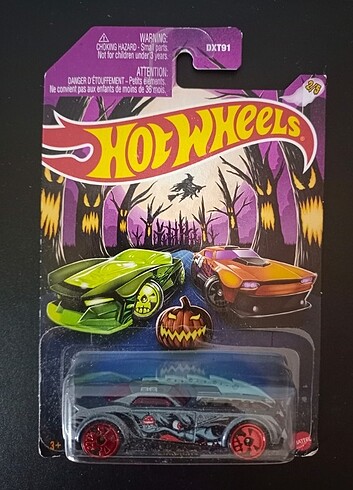 WARNING:
CHOKING HAZARD - Small parts.
Not for children under 3 years.
DXT91
ATTENTION:
DANGER D'ÉTOUFFEMENT - Petits éléments.
Ne convient pas aux enfants de moins de 36 mois.
2/5
HOT WHEELS
3+
MATTEL